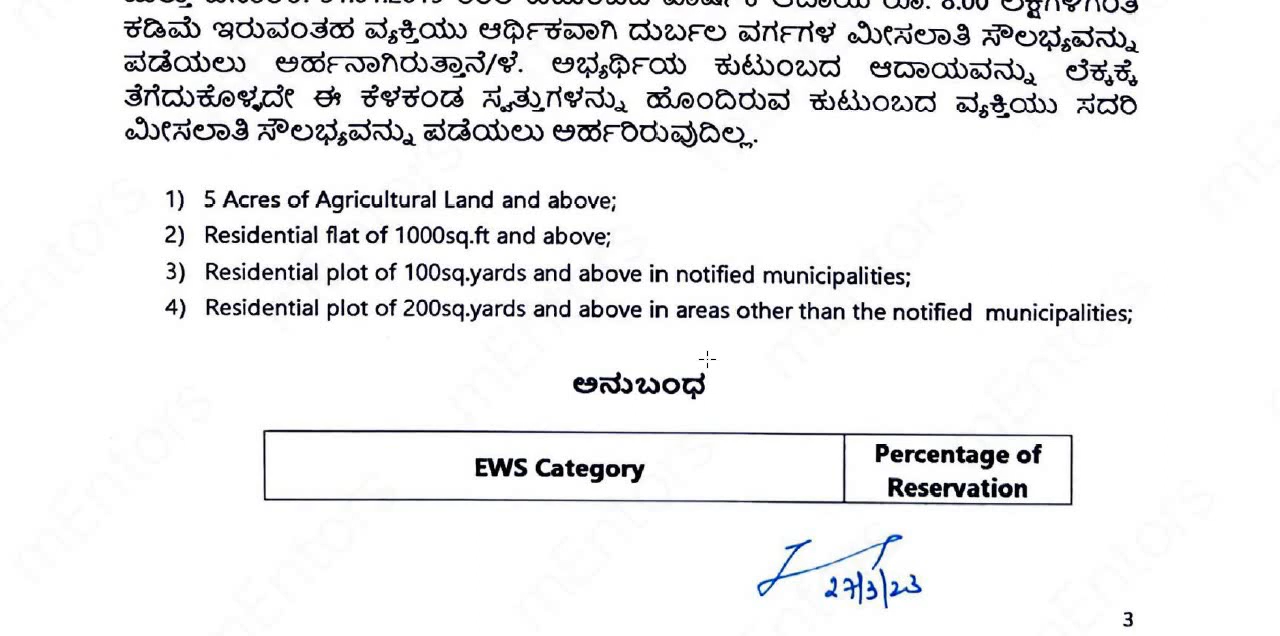 ಕಡಿಮೆ ಇರುವಂತಹ ವ್ಯಕ್ತಿಯು ಆರ್ಥಿಕವಾಗಿ ದುರ್ಬಲ ವರ್ಗಗಳ ಮೀಸಲಾತಿ ಸೌಲಭ್ಯವನ್ನು
ಪಡೆಯಲು ಅರ್ಹನಾಗಿರುತ್ತಾನೆ/ಳೆ. ಅಭ್ಯರ್ಥಿಯ ಕುಟುಂಬದ ಆದಾಯವನ್ನು ಲೆಕ್ಕಕ್ಕೆ
ತೆಗೆದುಕೊಳ್ಳದೇ ಈ ಕೆಳಕಂಡ ಸ್ವತ್ತುಗಳನ್ನು ಹೊಂದಿರುವ ಕುಟುಂಬದ ವ್ಯಕ್ತಿಯು ಸದರಿ
ಮೀಸಲಾತಿ ಸೌಲಭ್ಯವನ್ನು ಪಡೆಯಲು ಅರ್ಹರಿರುವುದಿಲ್ಲ.
1) 5 Acres of Agricultural Land and above;
2) Residential flat of 1000sq.ft and above;
3) Residential plot of 100sq.yards and above in notified municipalities;
4) Residential plot of 200sq.yards and above in areas other than the notified municipalities;
ಅನುಬಂಧ
EWS Category
Percentage of
Reservation
27/3/23
3
mEntors
mEntors
mEntors
mEntors